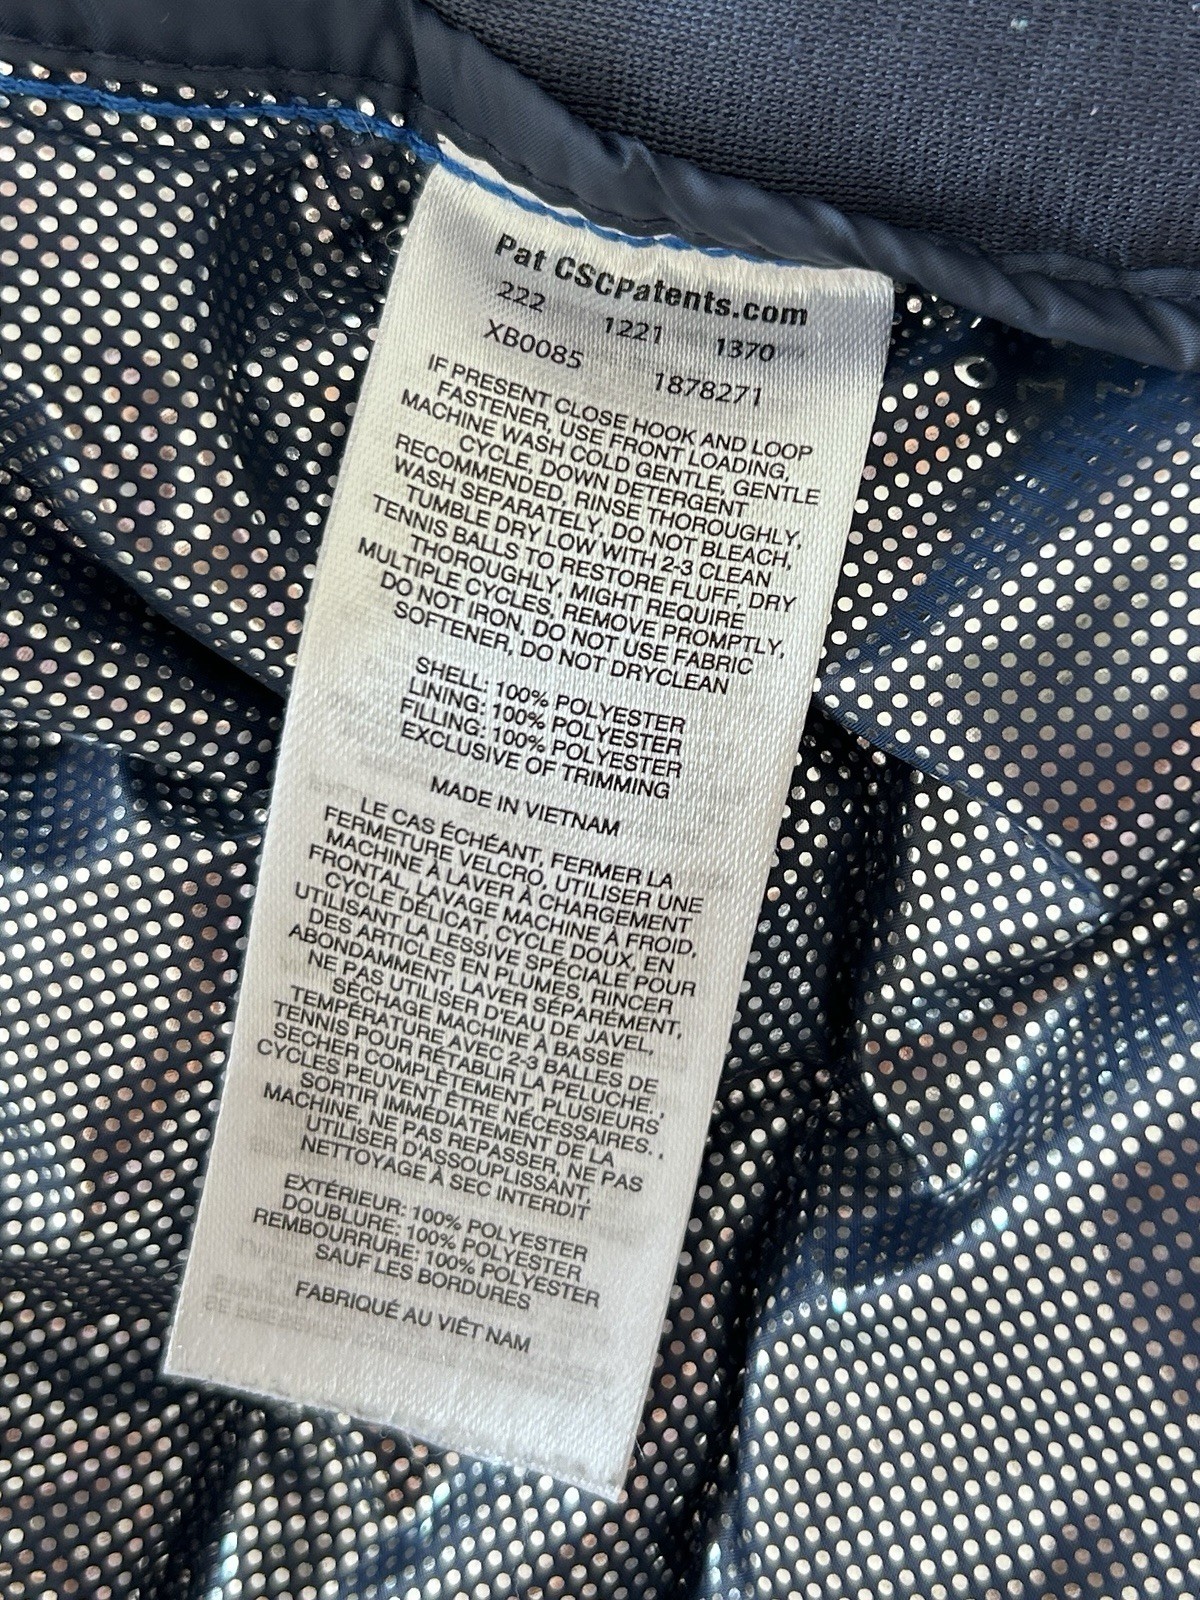 Pat CSCPatents.com
222 1221 1370
XB0085 1878271
IF PRESENT CLOSE HOOK AND LOOP
FASTENER, USE FRONT LOADING,
MACHINE WASH COLD GENTLE, GENTLE
CYCLE, DOWN DETERGENT
RECOMMENDED, RINSE THOROUGHLY,
WASH SEPARATELY, DO NOT BLEACH,
TUMBLE DRY LOW WITH 2-3 CLEAN
TENNIS BALLS TO RESTORE FLUFF, DRY
THOROUGHLY, MIGHT REQUIRE
MULTIPLE CYCLES, REMOVE PROMPTLY,
DO NOT IRON, DO NOT USE FABRIC
SOFTENER, DO NOT DRYCLEAN
SHELL: 100% POLYESTER
LINING: 100% POLYESTER
FILLING: 100% POLYESTER
EXCLUSIVE OF TRIMMING
MADE IN VIETNAM
LE CAS ÉCHÉANT, FERMER LA
FERMETURE VELCRO, UTILISER UNE
MACHINE À LAVER À CHARGEMENT
FRONTAL, LAVAGE MACHINE À FROID,
CYCLE DÉLICAT, CYCLE DOUX, EN
UTILISANT LA LESSIVE SPÉCIALE POUR
DES ARTICLES EN PLUMES, RINCER
ABONDAMMENT, LAVER SÉPARÉMENT,
NE PAS UTILISER D'EAU DE JAVEL,
SÉCHAGE MACHINE À BASSE
TEMPÉRATURE AVEC 2-3 BALLES DE
TENNIS POUR RÉTABLIR LA PELUCHE. ,
SECHER COMPLÈTEMENT, PLUSIEURS
CYCLES PEUVENT ÊTRE NÉCESSAIRES. ,
SORTIR IMMÉDIATEMENT DE LA
MACHINE, NE PAS REPASSER, NE PAS
UTILISER D'ASSOUPLISSANT,
NETTOYAGE À SEC INTERDIT
EXTÉRIEUR: 100% POLYESTER
DOUBLURE: 100% POLYESTER
REMBOURRURE: 100% POLYESTER
SAUF LES BORDURES
FABRIQUÉ AU VIÊT NAM